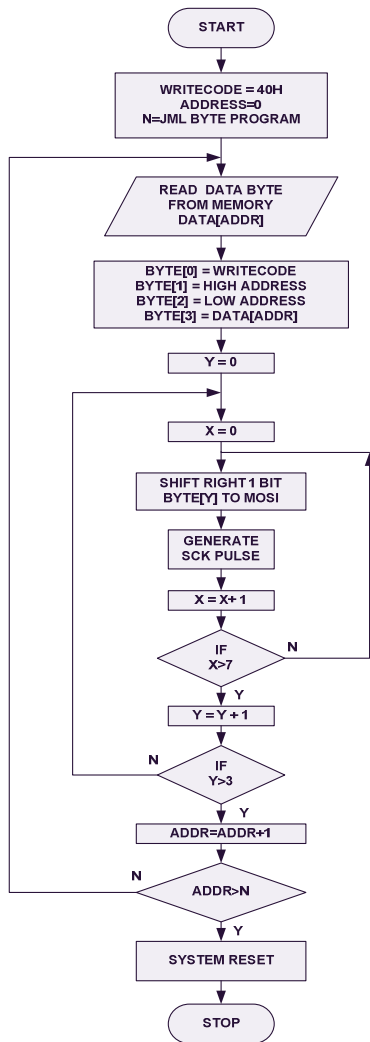 START
WRITECODE = 40H
ADDRESS=0
N=JML BYTE PROGRAM
READ DATA BYTE
FROM MEMORY
DATA[ADDR]
BYTE[0] = WRITECODE
BYTE[1] = HIGH ADDRESS
BYTE[2] = LOW ADDRESS
BYTE[3] = DATA[ADDR]
Y = 0
X = 0
SHIFT RIGHT 1 BIT
BYTE[Y] TO MOSI
GENERATE
SCK PULSE
X = X+ 1
IF
X>7
N
Y
Y = Y + 1
N
IF
Y>3
Y
ADDR=ADDR+1
N
ADDR>N
Y
SYSTEM RESET
STOP